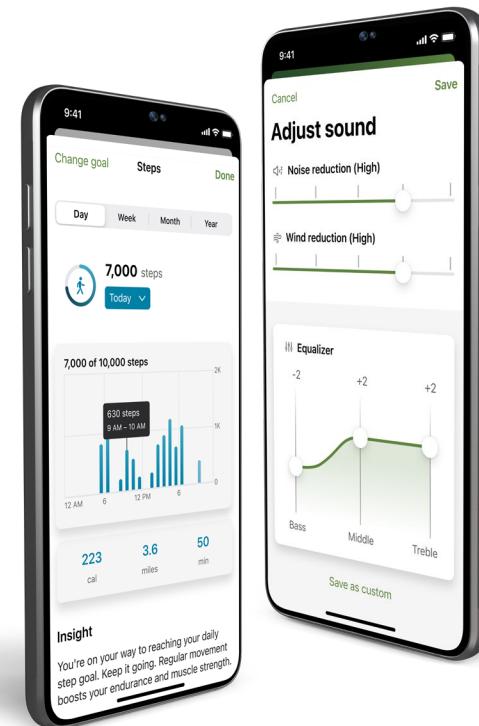 9:41
Change goal
Steps
Done
Day
Week
Month
Year
7,000 steps
Today
7,000 of 10,000 steps
2K
630 steps
9 AM – 10 AM
1K
0
12 AM
6
12 PM
6
223
3.6
50
cal
miles
min
Insight
You're on your way to reaching your daily
step goal. Keep it going. Regular movement
boosts your endurance and muscle strength.
9:41
Cancel
Save
Adjust sound
Noise reduction (High)
Wind reduction (High)
Equalizer
-2
+2
+2
Bass
Middle
Treble
Save as custom